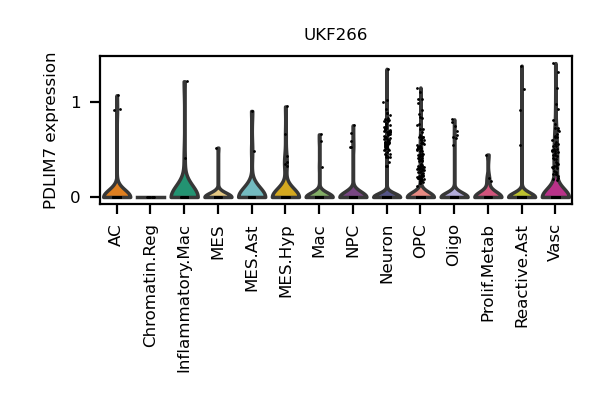 UKF266
PDLIM7 expression
1
0
AC
Chromatin.Reg
Inflammatory.Mac
MES
MES.Ast
MES.Hyp
Mac
NPC
Neuron
OPC
Oligo
Prolif.Metab
Reactive.Ast
Vasc